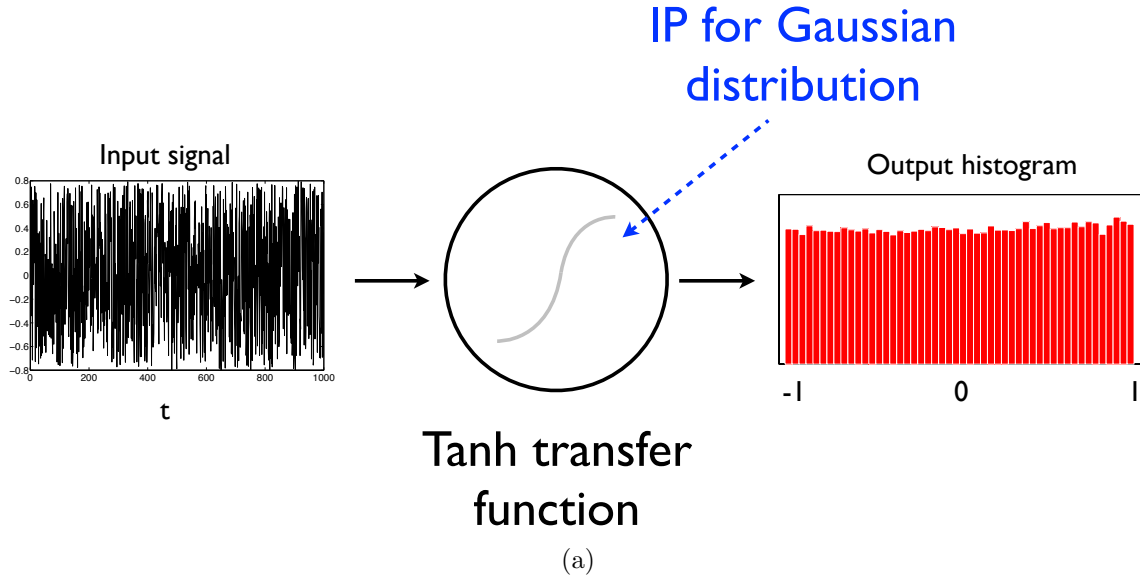 IP for Gaussian
distribution
Input signal
0.8
0.6
0.4
0.2
0
−0.2
−0.4
−0.6
−0.8
0 200 400 600 800 1000
t
Tanh transfer
function
Output histogram
-1 0 1
(a)